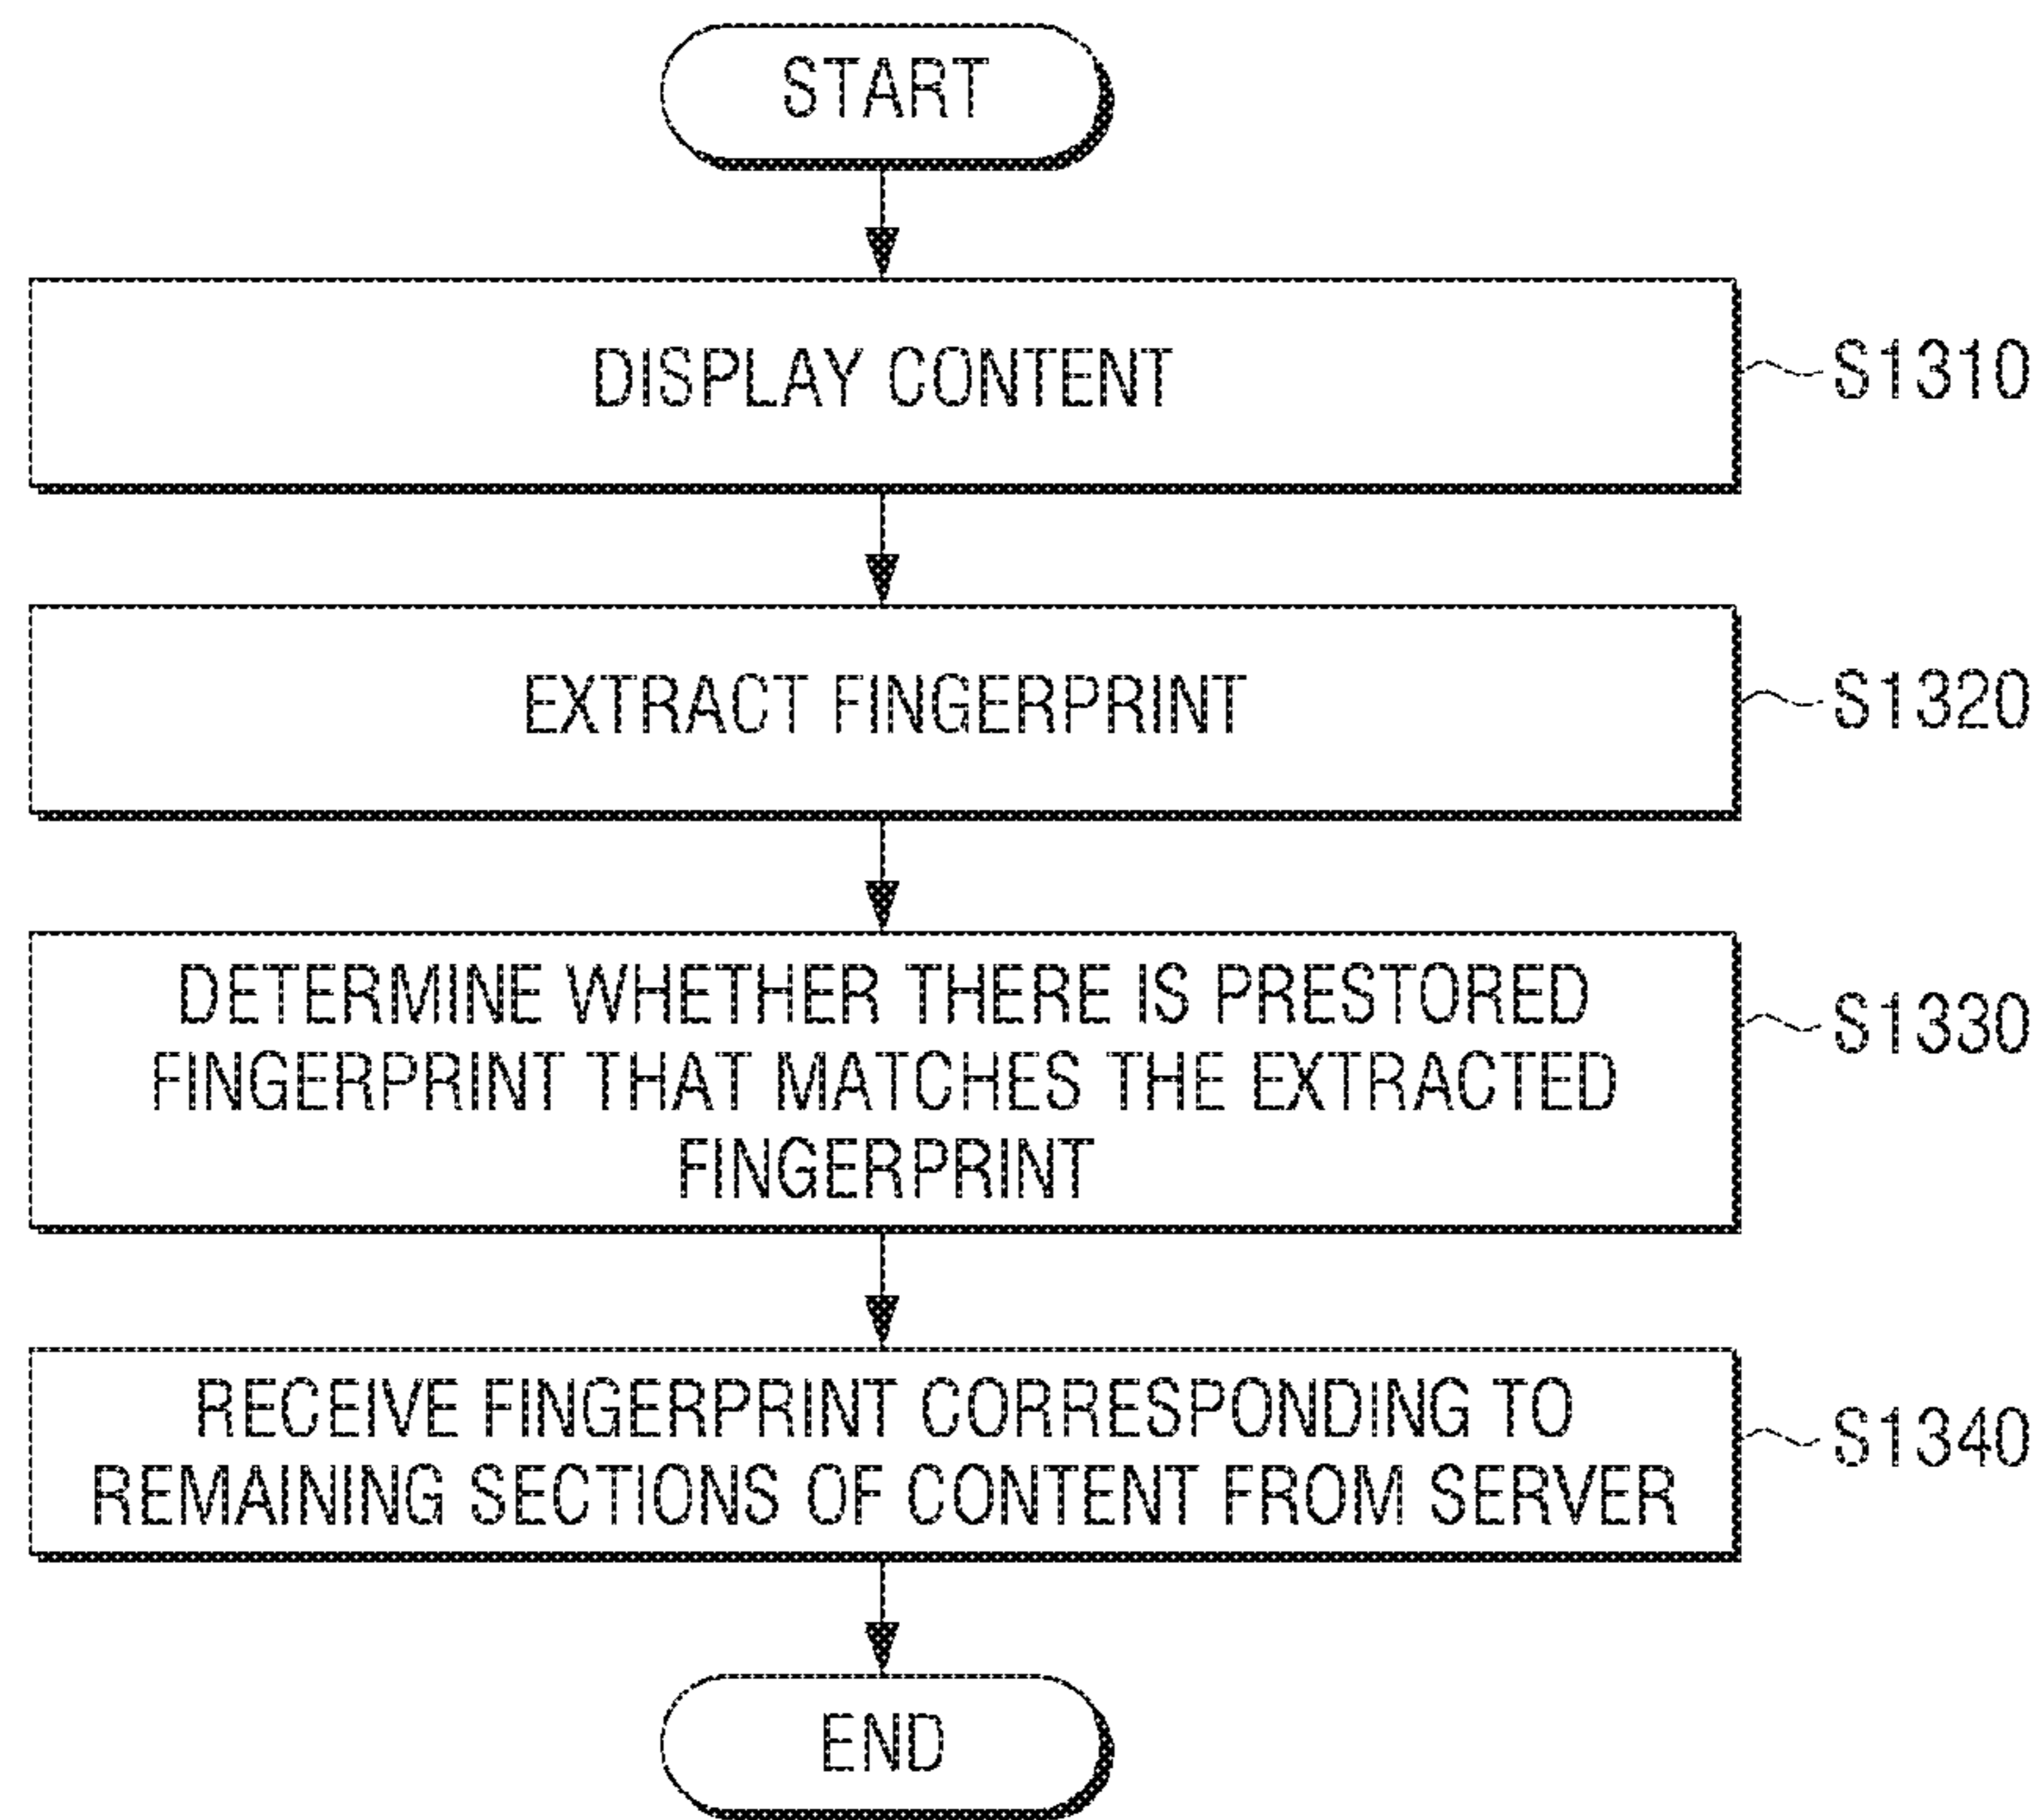 START
DISPLAY CONTENT
S1310
EXTRACT FINGERPRINT
S1320
DETERMINE WHETHER THERE IS PRESTORED
FINGERPRINT THAT MATCHES THE EXTRACTED
FINGERPRINT
S1330
RECEIVE FINGERPRINT CORRESPONDING TO
REMAINING SECTIONS OF CONTENT FROM SERVER
S1340
END